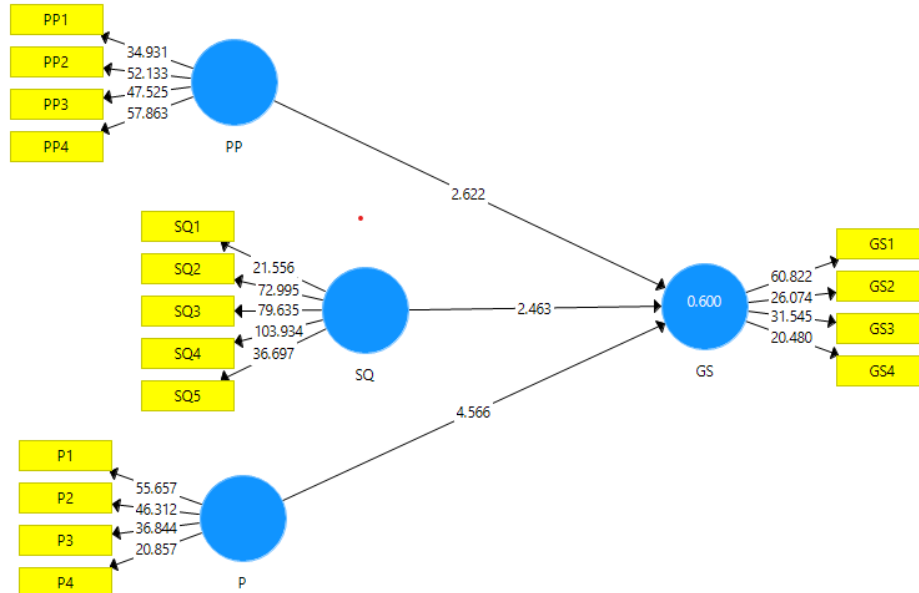 PP1
PP2
PP3
PP4
34.931
52.133
47.525
57.863
PP
2.622
SQ1
SQ2
SQ3
SQ4
SQ5
21.556
72.995
79.635
103.934
36.697
SQ
2.463
0.600
GS
60.822
26.074
31.545
20.480
GS1
GS2
GS3
GS4
4.566
P1
P2
P3
P4
55.657
46.312
36.844
20.857
P